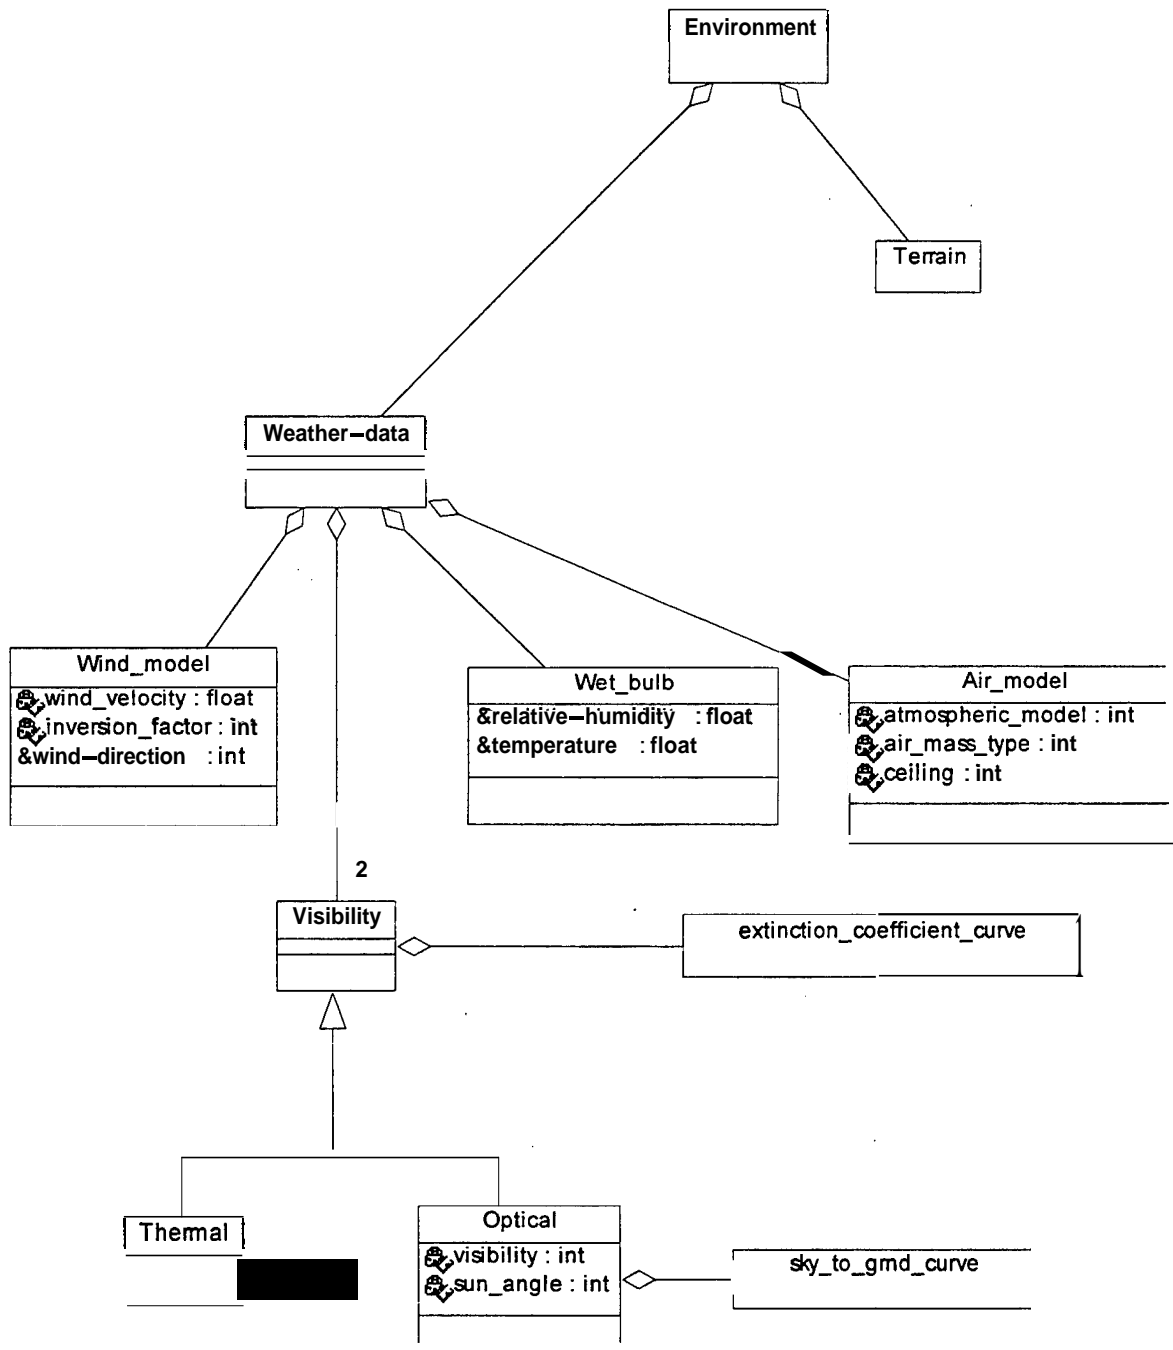 Environment
Terrain
Weather-data
Wind_model
wind_velocity : float
inversion_factor : int
&wind-direction : int
Wet_bulb
&relative-humidity : float
&temperature : float
Air_model
atmospheric_model : int
air_mass_type : int
ceiling : int
2
Visibility
extinction_coefficient_curve
Thermal
Optical
visibility : int
sun_angle : int
sky_to_grnd_curve